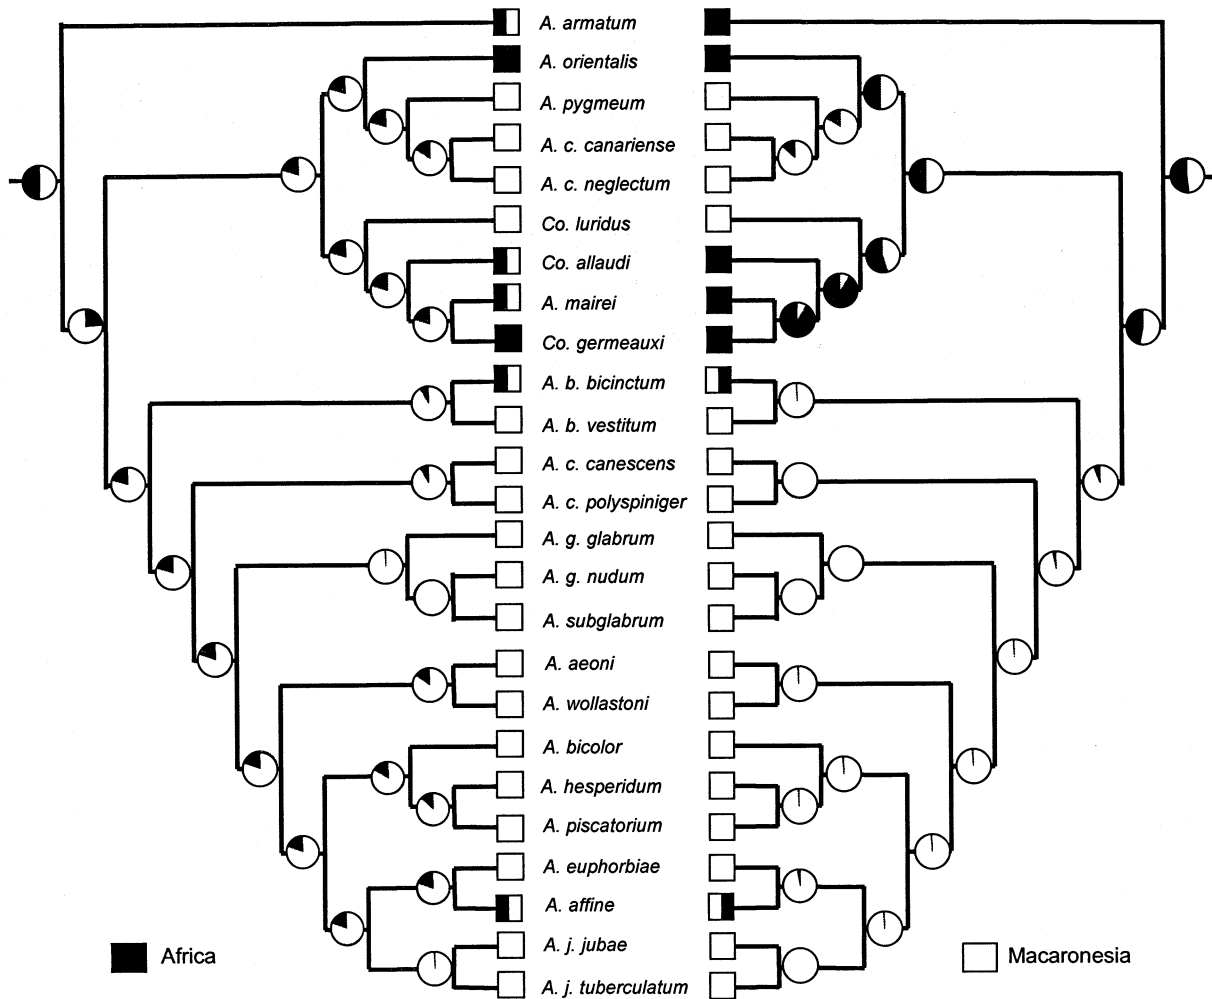 A. armatum
A. orientalis
A. pygmeum
A. c. canariense
A. c. neglectum
Co. luridus
Co. allaudi
A. mairei
Co. germeauxi
A. b. bicinctum
A. b. vestitum
A. c. canescens
A. c. polyspiniger
A. g. glabrum
A. g. nudum
A. subglabrum
A. aeoni
A. wollastoni
A. bicolor
A. hesperidum
A. piscatorium
A. euphorbiae
A. affine
A. j. jubae
A. j. tuberculatum
Africa
Macaronesia